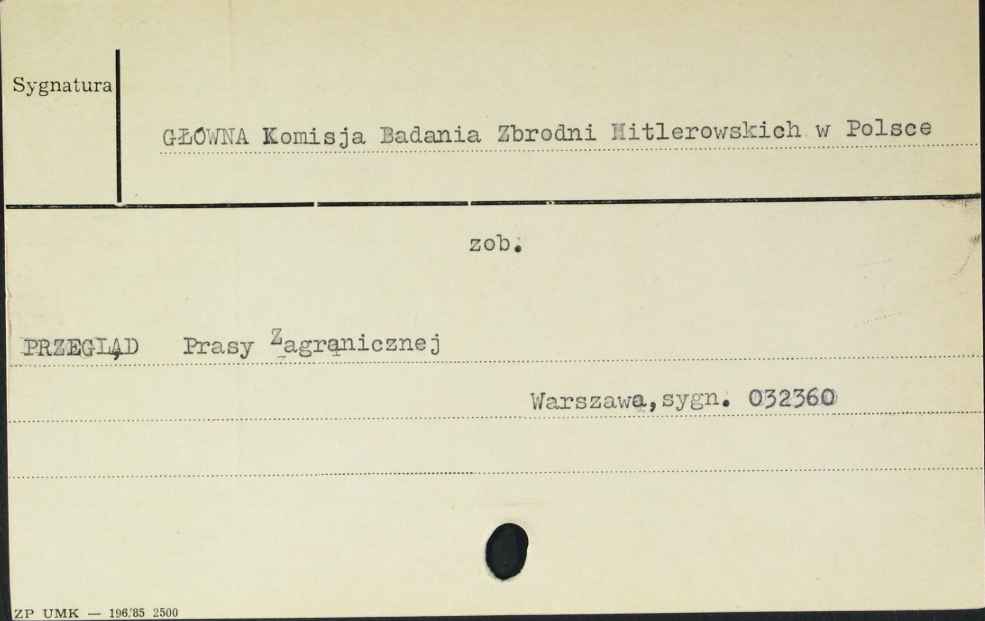 Sygnatura
GŁÓWNA Komisja Badania Zbrodni Hitlerowskich w Polsce
zob.
PRZEGLĄD Prasy Zagranicznej
Warszawa, sygn. 032360
ZP UMK — 196/85 2500